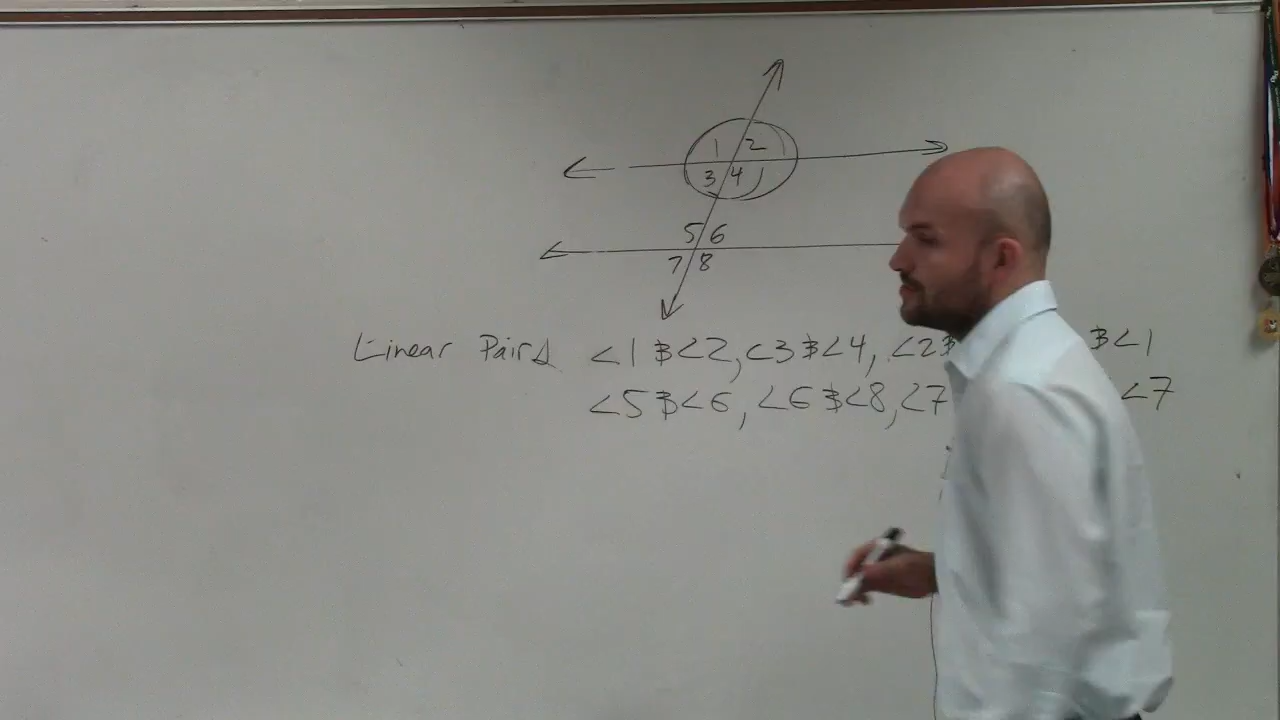 1 2
3 4
5 6
7 8
Linear Pairs <1 & <2, <3 & <4, <2 & & <1
<5 & <6, <6 & <8, <7 <7